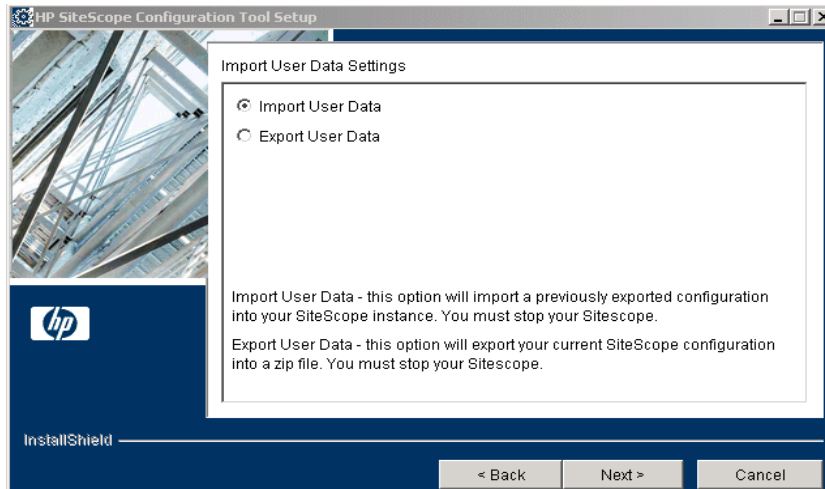 HP SiteScope Configuration Tool Setup
Import User Data Settings
Import User Data
Export User Data
Import User Data - this option will import a previously exported configuration
into your SiteScope instance. You must stop your Sitescope.
Export User Data - this option will export your current SiteScope configuration
into a zip file. You must stop your Sitescope.
hp
InstallShield
< Back
Next >
Cancel